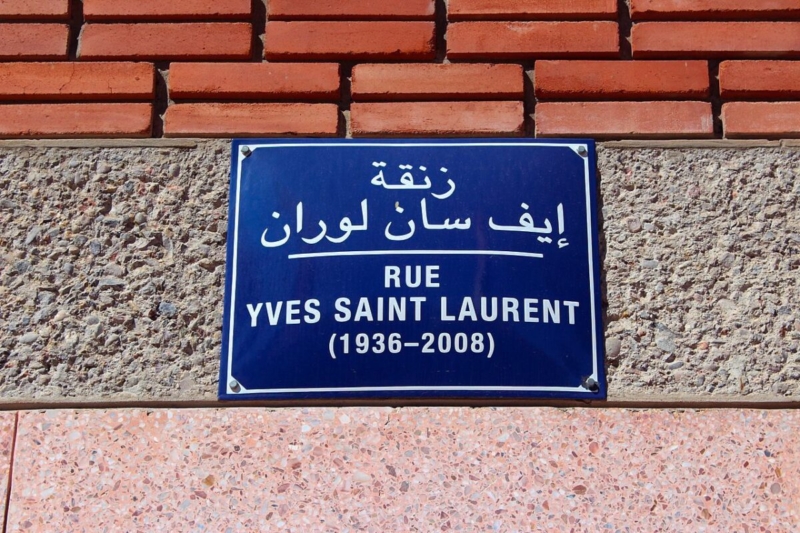 زنقة
إيف سان لوران
RUE
YVES SAINT LAURENT
(1936–2008)